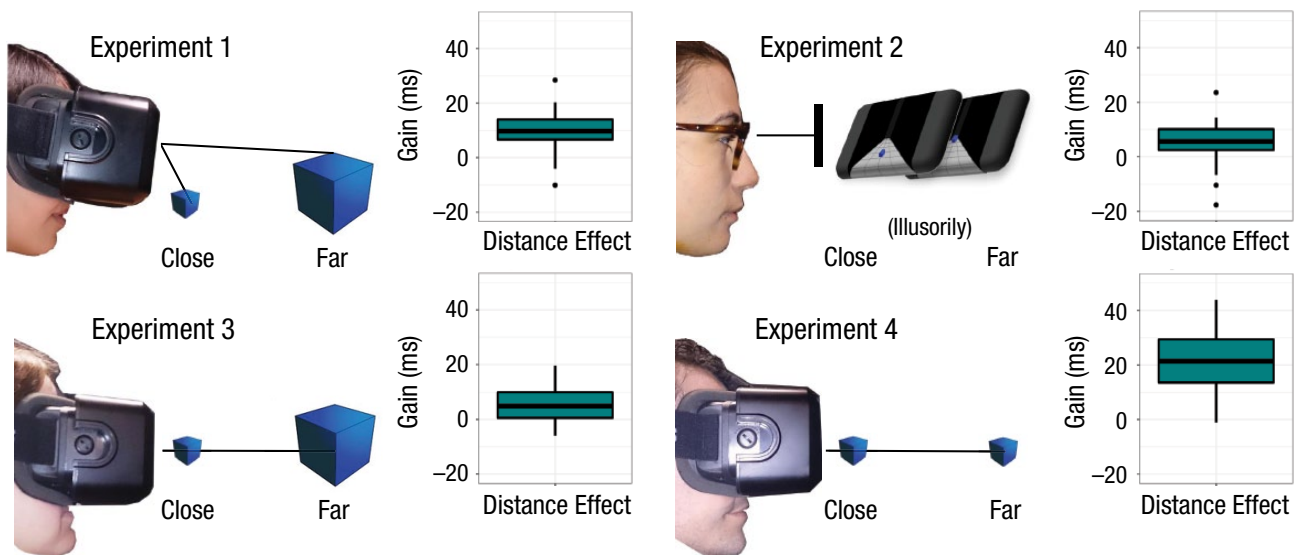 Experiment 1
Gain (ms)
40
20
0
–20
Distance Effect
Close
Far
Experiment 2
(Illusorily)
Close
Far
Gain (ms)
40
20
0
–20
Distance Effect
Experiment 3
Close
Far
Gain (ms)
40
20
0
–20
Distance Effect
Experiment 4
Close
Far
Gain (ms)
40
20
0
–20
Distance Effect